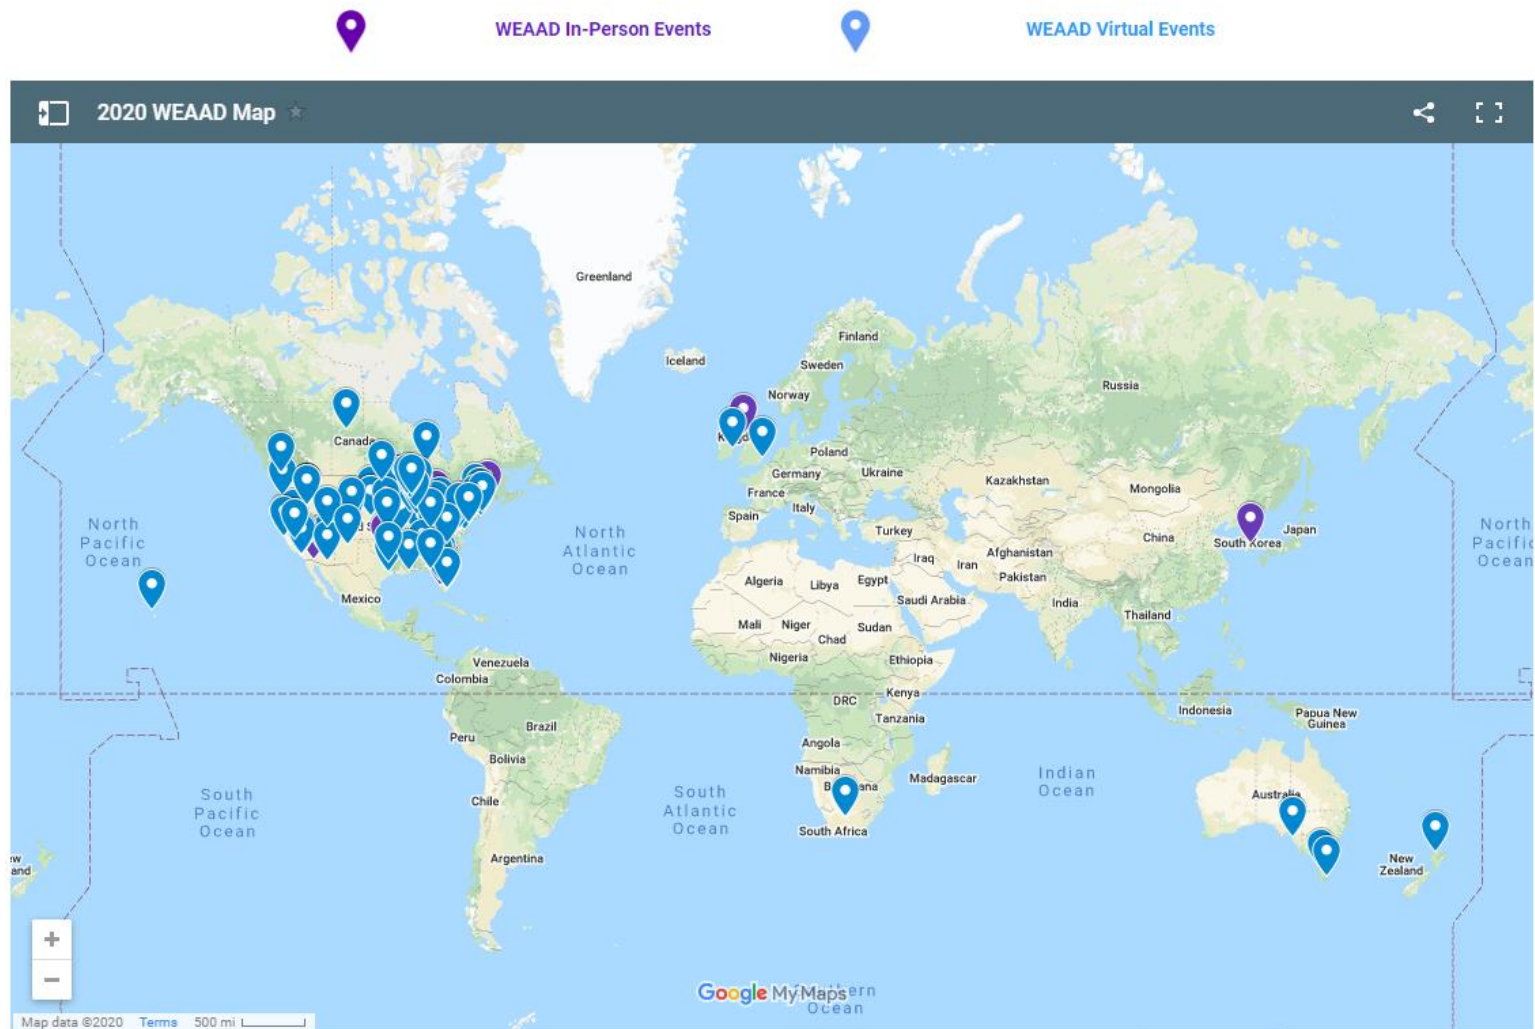 WEAAD In-Person Events
WEAAD Virtual Events
2020 WEAAD Map
Greenland
Iceland
Finland
Sweden
Norway
Russia
Canada
Poland
Germany
Ukraine
France
Kazakhstan
Mongolia
Italy
Spain
North
Pacific
Ocean
North
Atlantic
Ocean
Turkey
China
South Korea
Japan
North
Pacific
Ocean
Iraq
Iran
Afghanistan
Pakistan
Algeria
Libya
Egypt
Saudi Arabia
India
Mexico
Thailand
Mali
Niger
Chad
Sudan
Nigeria
Ethiopia
Venezuela
Colombia
DRC
Kenya
Tanzania
Indonesia
Papua New
Guinea
Brazil
Peru
Bolivia
Angola
Namibia
Madagascar
Indian
Ocean
South
Pacific
Ocean
South
Atlantic
Ocean
Chile
Australia
South Africa
Argentina
New
Zealand
Google My Maps
Ocean
Map data ©2020 Terms 500 mi